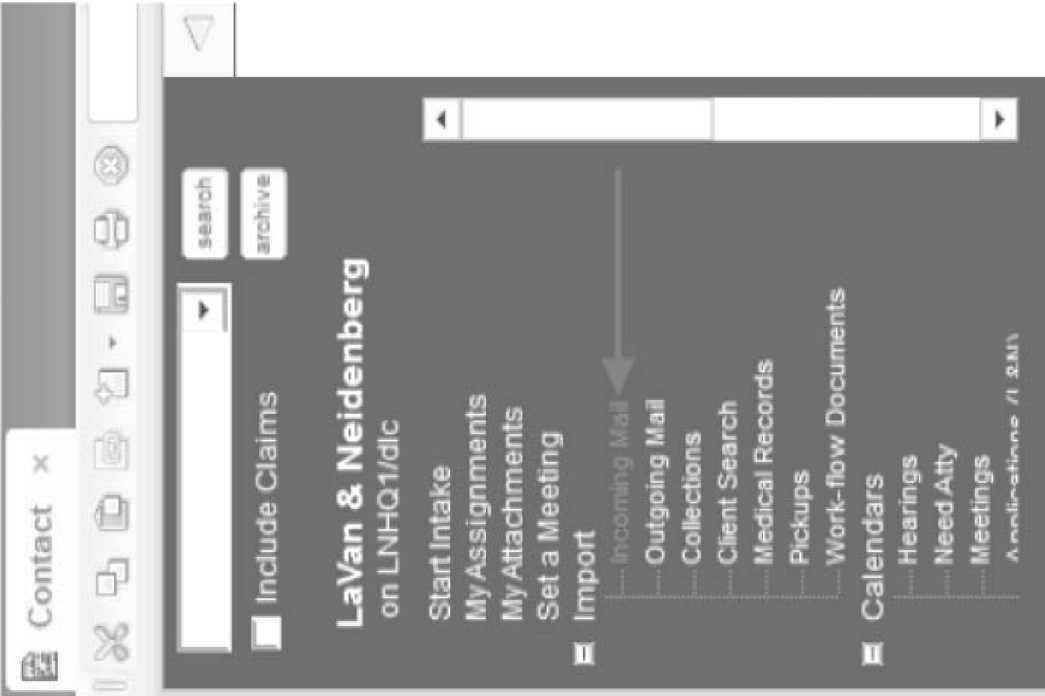 Contact
search
Include Claims
archive
LaVan & Neidenberg
on LNHQ1/dlc
Start Intake
My Assignments
My Attachments
Set a Meeting
Import
Incoming Mail
Outgoing Mail
Collections
Client Search
Medical Records
Pickups
Work-flow Documents
Calendars
Hearings
Need Atty
Meetings